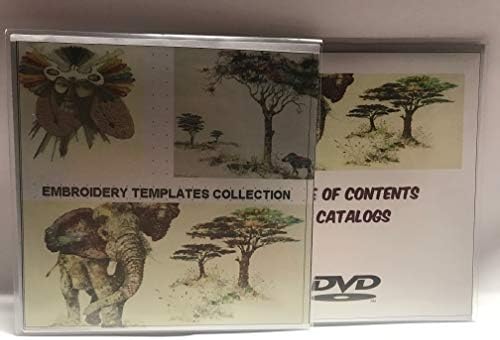 EMBROIDERY TEMPLATES COLLECTION
E OF CONTENTS
CATALOGS
DVD